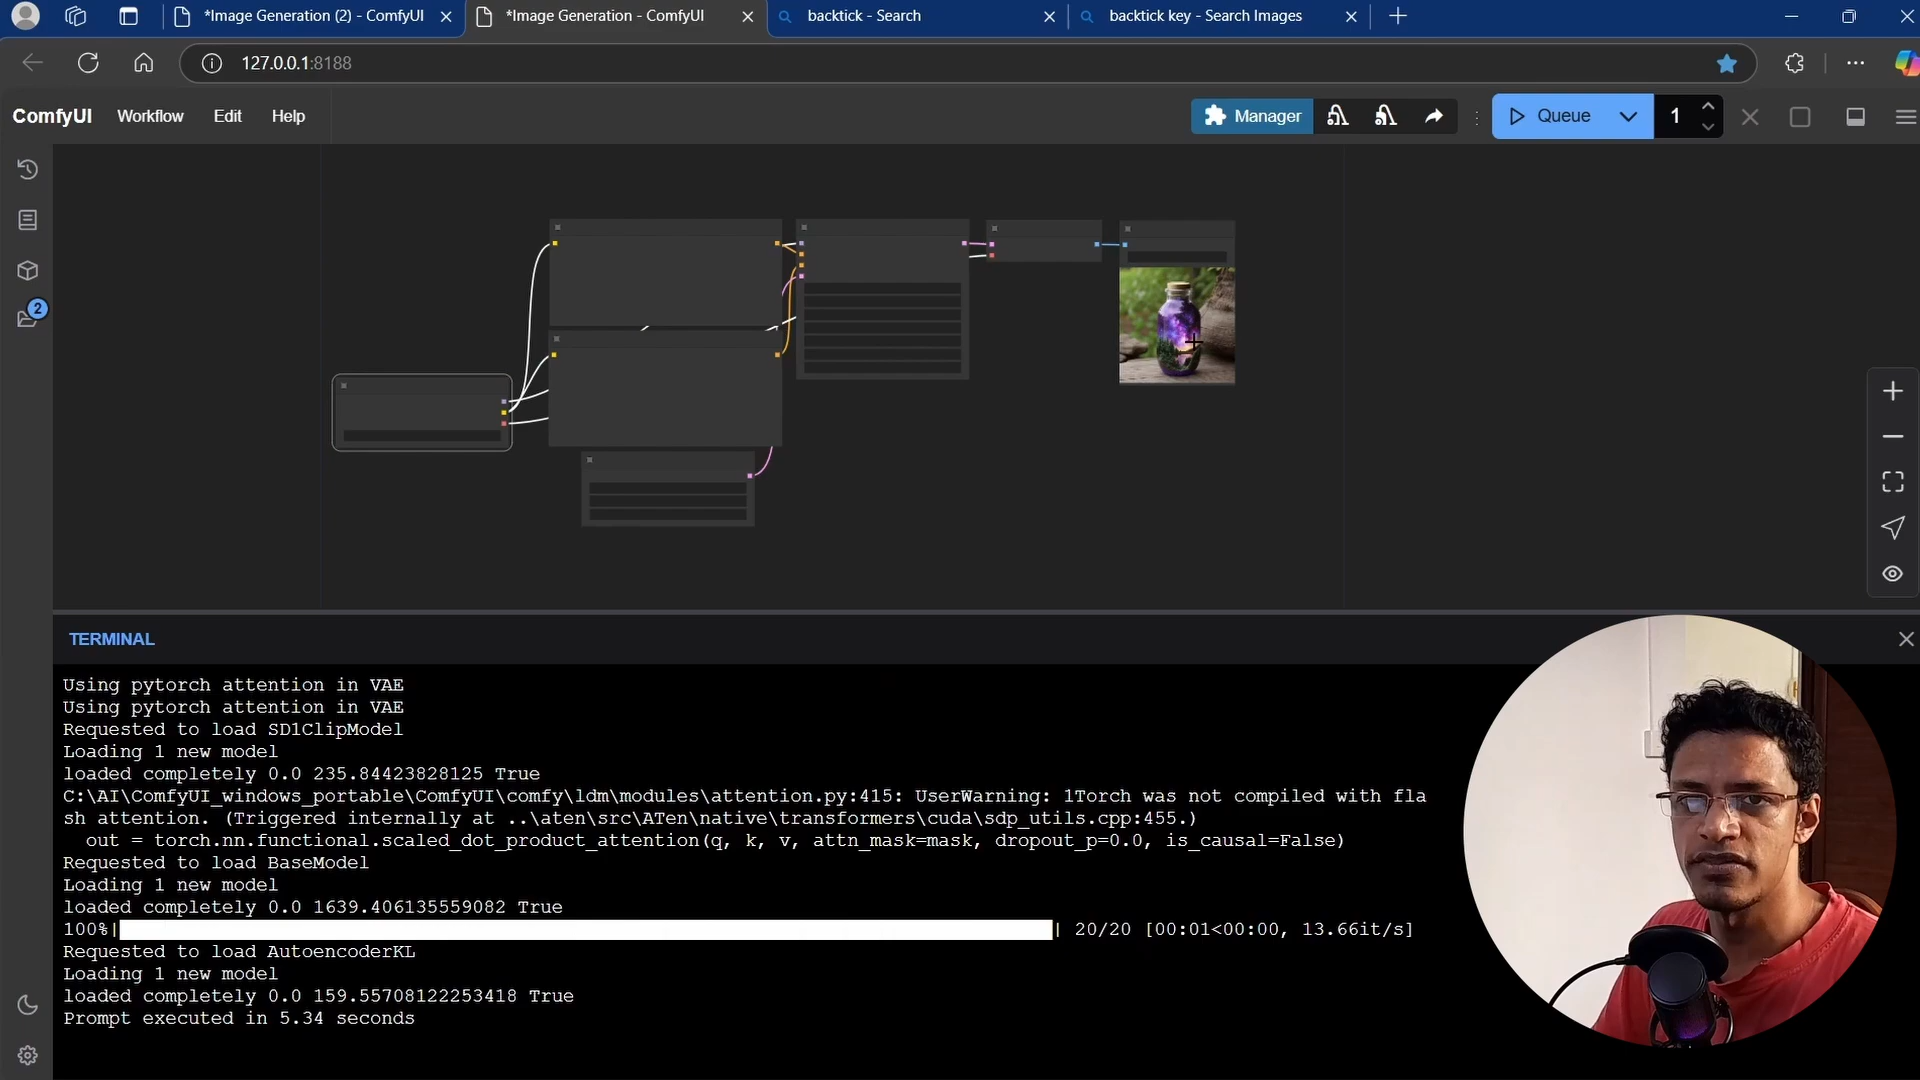 *Image Generation (2) - ComfyUI
*Image Generation - ComfyUI
backtick - Search
backtick key - Search Images
127.0.0.1:8188
ComfyUI
Workflow
Edit
Help
Manager
Queue
1
2
TERMINAL
Using pytorch attention in VAE
Using pytorch attention in VAE
Requested to load SD1ClipModel
Loading 1 new model
loaded completely 0.0 235.84423828125 True
C:\AI\ComfyUI_windows_portable\ComfyUI\comfy\ldm\modules\attention.py:415: UserWarning: 1Torch was not compiled with fla
sh attention. (Triggered internally at ..\aten\src\ATen\native\transformers\cuda\sdp_utils.cpp:455.)
out = torch.nn.functional.scaled_dot_product_attention(q, k, v, attn_mask=mask, dropout_p=0.0, is_causal=False)
Requested to load BaseModel
Loading 1 new model
loaded completely 0.0 1639.406135559082 True
100%| | 20/20 [00:01<00:00, 13.66it/s]
Requested to load AutoencoderKL
Loading 1 new model
loaded completely 0.0 159.55708122253418 True
Prompt executed in 5.34 seconds